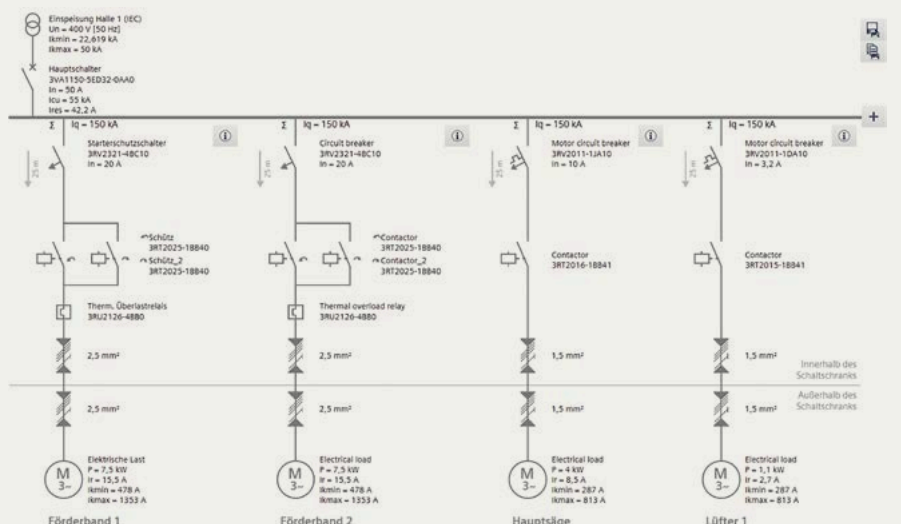 Einspeisung Halle 1 (IEC)
Un = 400 V [50 Hz]
Ikmin = 22,619 kA
Ikmax = 50 kA
Hauptschalter
3VA1150-5ED32-0AA0
In = 50 A
Icu = 55 kA
Ires = 42,2 A
+
Σ Iq = 150 kA
Starterschutzschalter
3RV2321-4BC10
In = 20 A
25 m
Schütz
3RT2025-1BB40
Schütz_2
3RT2025-1BB40
Therm. Überlastrelais
3RU2126-4BB0
2,5 mm²
2,5 mm²
M
3~
Elektrische Last
P = 7,5 kW
Ir = 15,5 A
Ikmin = 478 A
Ikmax = 1353 A
Förderband 1
Σ Iq = 150 kA
Circuit breaker
3RV2321-4BC10
In = 20 A
25 m
Contactor
3RT2025-1BB40
Contactor_2
3RT2025-1BB40
Thermal overload relay
3RU2126-4BB0
2,5 mm²
2,5 mm²
M
3~
Electrical load
P = 7,5 kW
Ir = 15,5 A
Ikmin = 478 A
Ikmax = 1353 A
Förderband 2
Σ Iq = 150 kA
Motor circuit breaker
3RV2011-1JA10
In = 10 A
25 m
Contactor
3RT2016-1BB41
1,5 mm²
1,5 mm²
M
3~
Electrical load
P = 4 kW
Ir = 8,5 A
Ikmin = 287 A
Ikmax = 813 A
Hauptsäge
Σ Iq = 150 kA
Motor circuit breaker
3RV2011-1DA10
In = 3,2 A
25 m
Contactor
3RT2015-1BB41
1,5 mm²
1,5 mm²
M
3~
Electrical load
P = 1,1 kW
Ir = 2,7 A
Ikmin = 287 A
Ikmax = 813 A
Lüfter 1
Innerhalb des
Schaltschranks
Außerhalb des
Schaltschranks